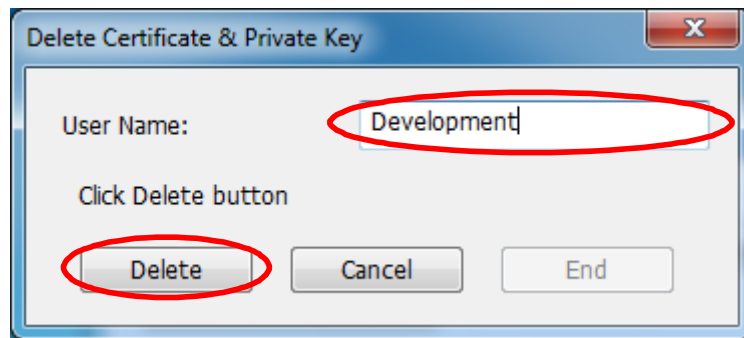 Delete Certificate & Private Key
User Name: Development
Click Delete button
Delete Cancel End